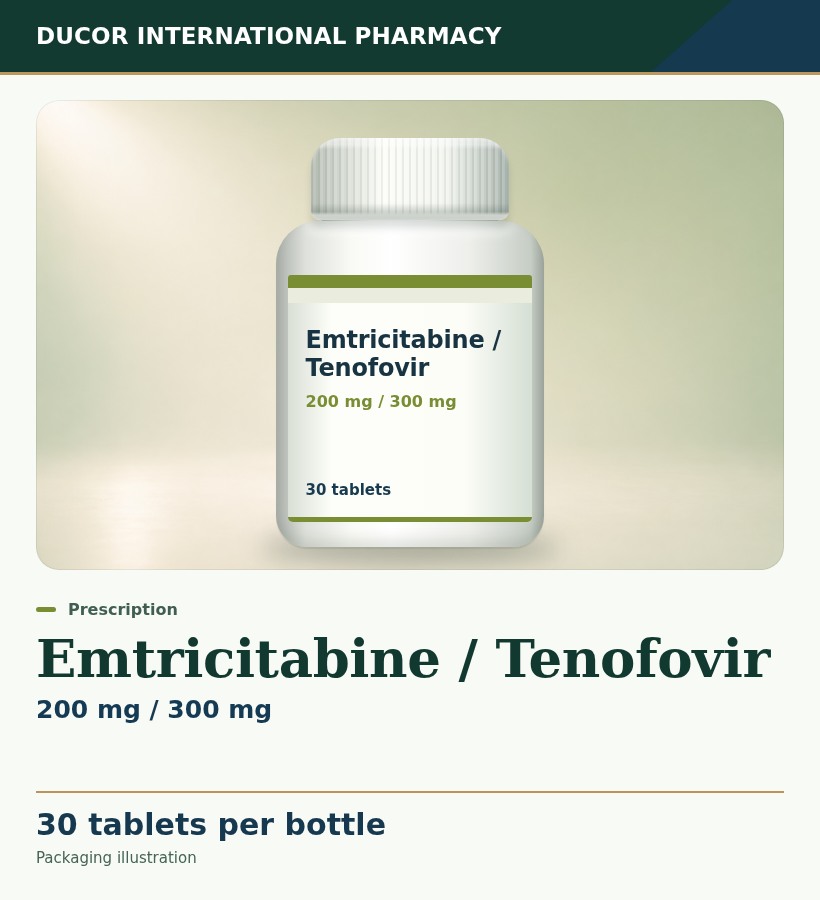 DUCOR INTERNATIONAL PHARMACY
Emtricitabine /
Tenofovir
200 mg / 300 mg
30 tablets
Prescription
Emtricitabine / Tenofovir
200 mg / 300 mg
30 tablets per bottle
Packaging illustration